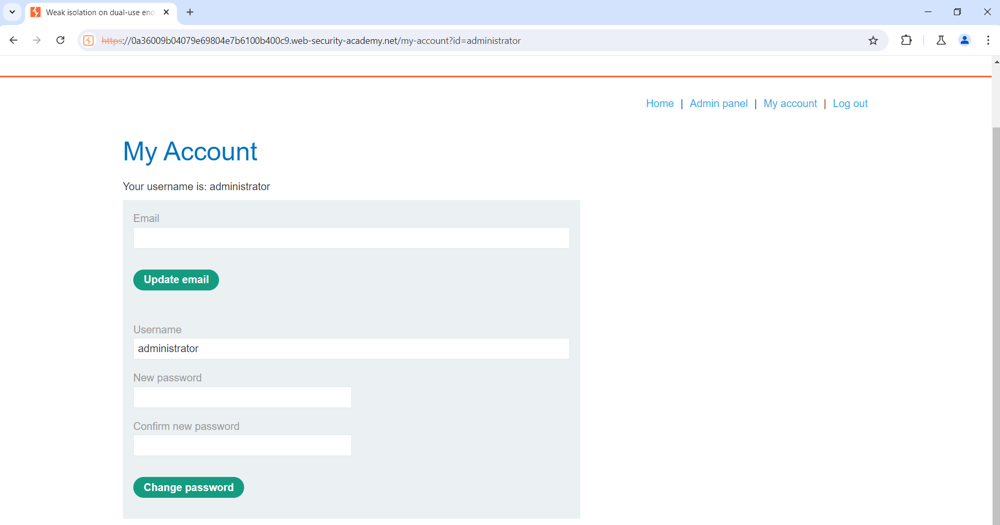 Weak isolation on dual-use end
https://0a36009b04079e69804e7b6100b400c9.web-security-academy.net/my-account?id=administrator
Home | Admin panel | My account | Log out
My Account
Your username is: administrator
Email
Update email
Username
administrator
New password
Confirm new password
Change password